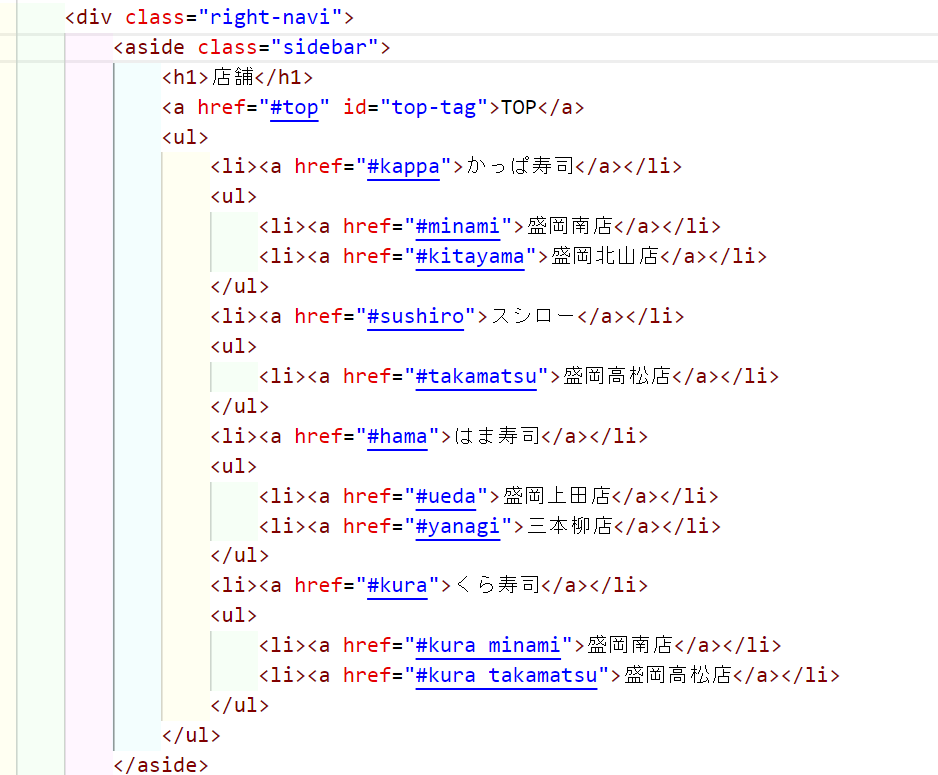 <div class="right-navi">
<aside class="sidebar">
<h1>店舗</h1>
<a href="#top" id="top-tag">TOP</a>
<ul>
<li><a href="#kappa">かっぱ寿司</a></li>
<ul>
<li><a href="#minami">盛岡南店</a></li>
<li><a href="#kitayama">盛岡北山店</a></li>
</ul>
<li><a href="#sushiro">スシロー</a></li>
<ul>
<li><a href="#takamatsu">盛岡高松店</a></li>
</ul>
<li><a href="#hama">はま寿司</a></li>
<ul>
<li><a href="#ueda">盛岡上田店</a></li>
<li><a href="#yanagi">三本柳店</a></li>
</ul>
<li><a href="#kura">くら寿司</a></li>
<ul>
<li><a href="#kura_minami">盛岡南店</a></li>
<li><a href="#kura_takamatsu">盛岡高松店</a></li>
</ul>
</ul>
</aside>